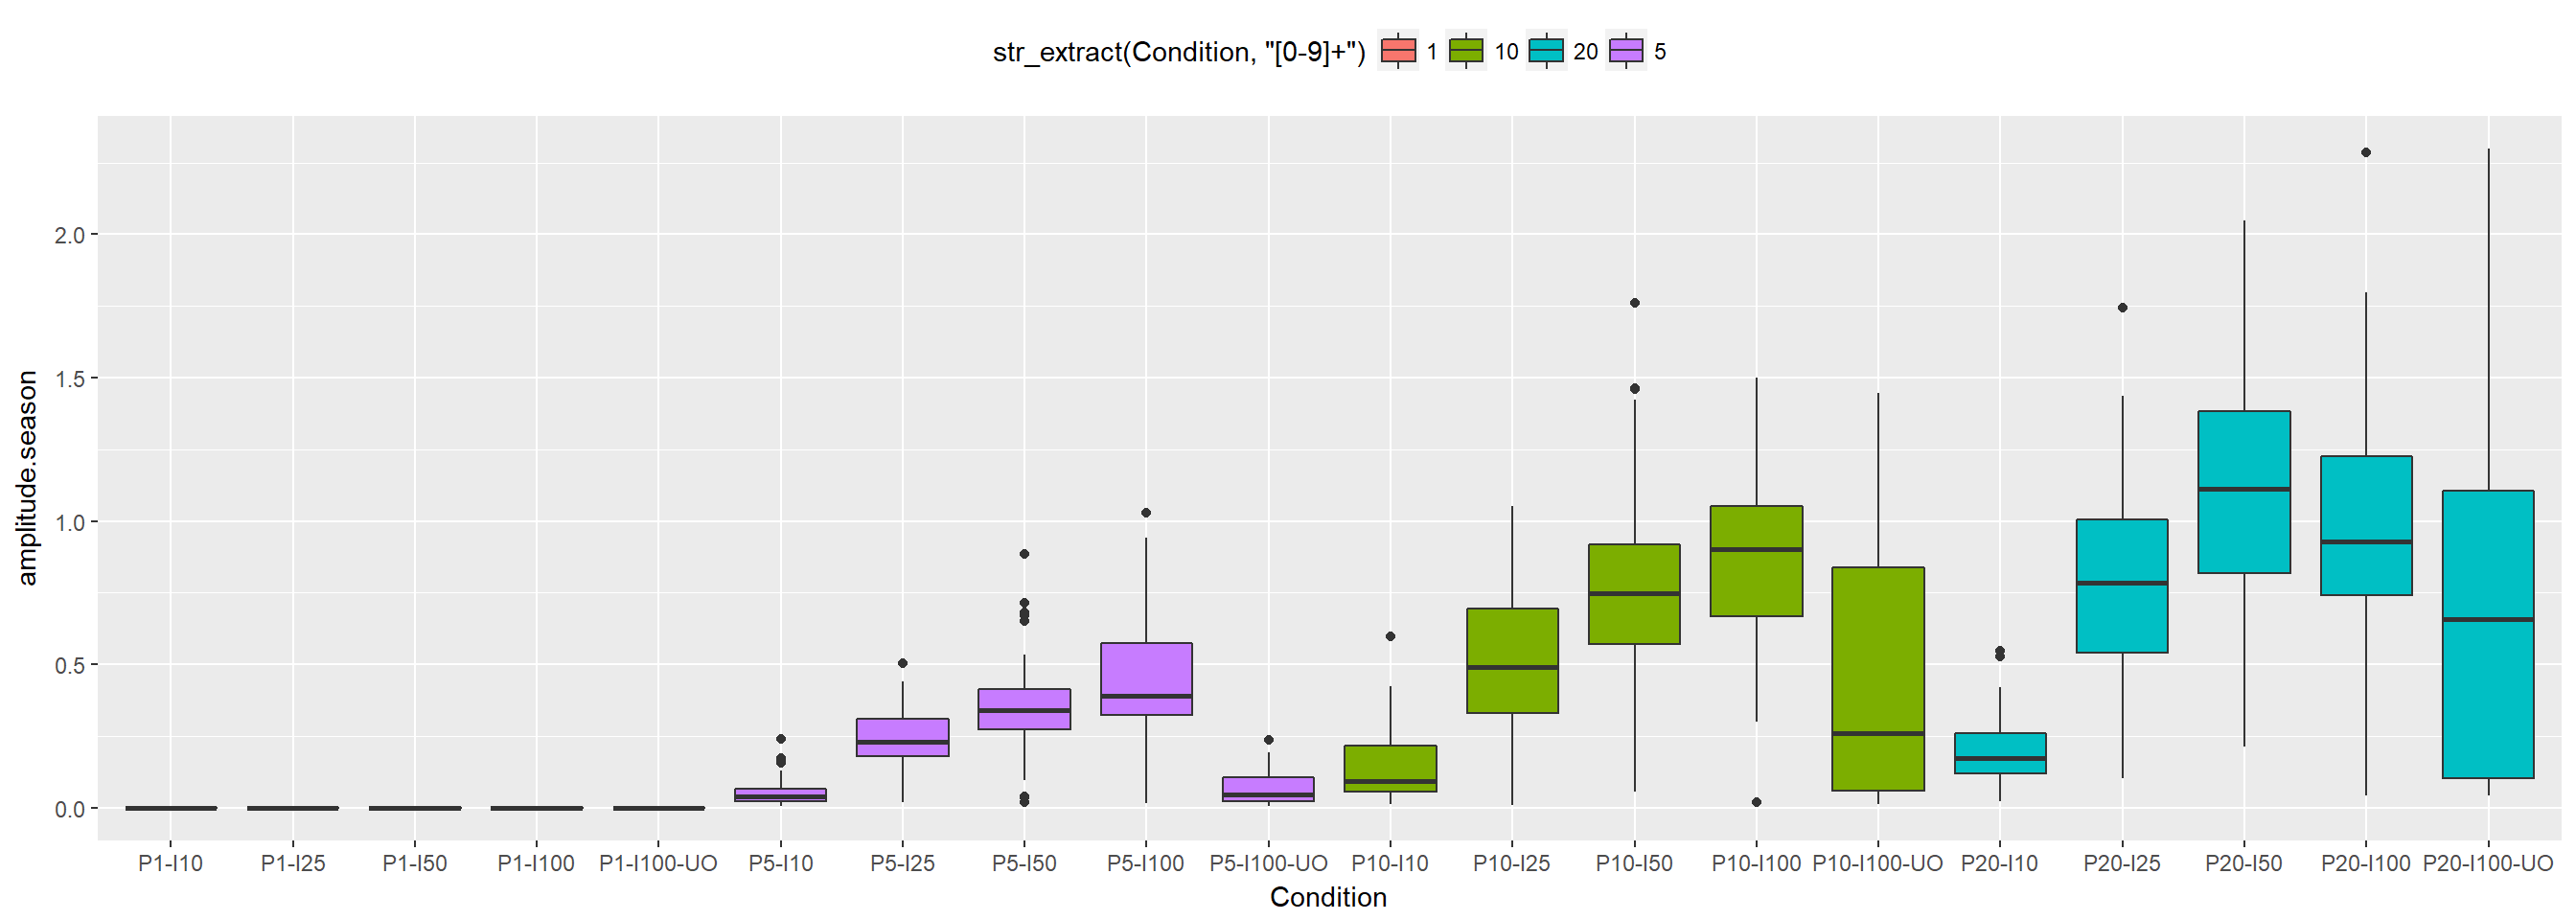 str_extract(Condition, "[0-9]+") 1 10 20 5
amplitude.season
2.0
1.5
1.0
0.5
0.0
P1-I10 P1-I25 P1-I50 P1-I100 P1-I100-UO P5-I10 P5-I25 P5-I50 P5-I100 P5-I100-UO P10-I10 P10-I25 P10-I50 P10-I100 P10-I100-UO P20-I10 P20-I25 P20-I50 P20-I100 P20-I100-UO
Condition